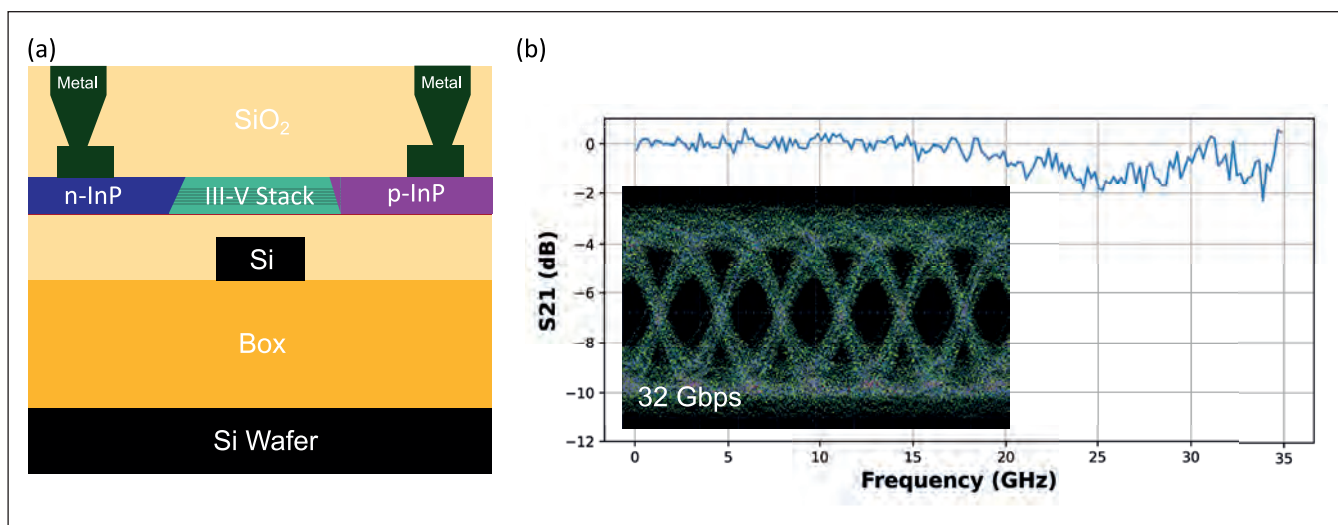 (a)
Metal
Metal
SiO₂
n-InP
III-V Stack
p-InP
Si
Box
Si Wafer
(b)
S21 (dB)
0
−2
−4
−6
−8
−10
−12
32 Gbps
0 5 10 15 20 25 30 35
Frequency (GHz)